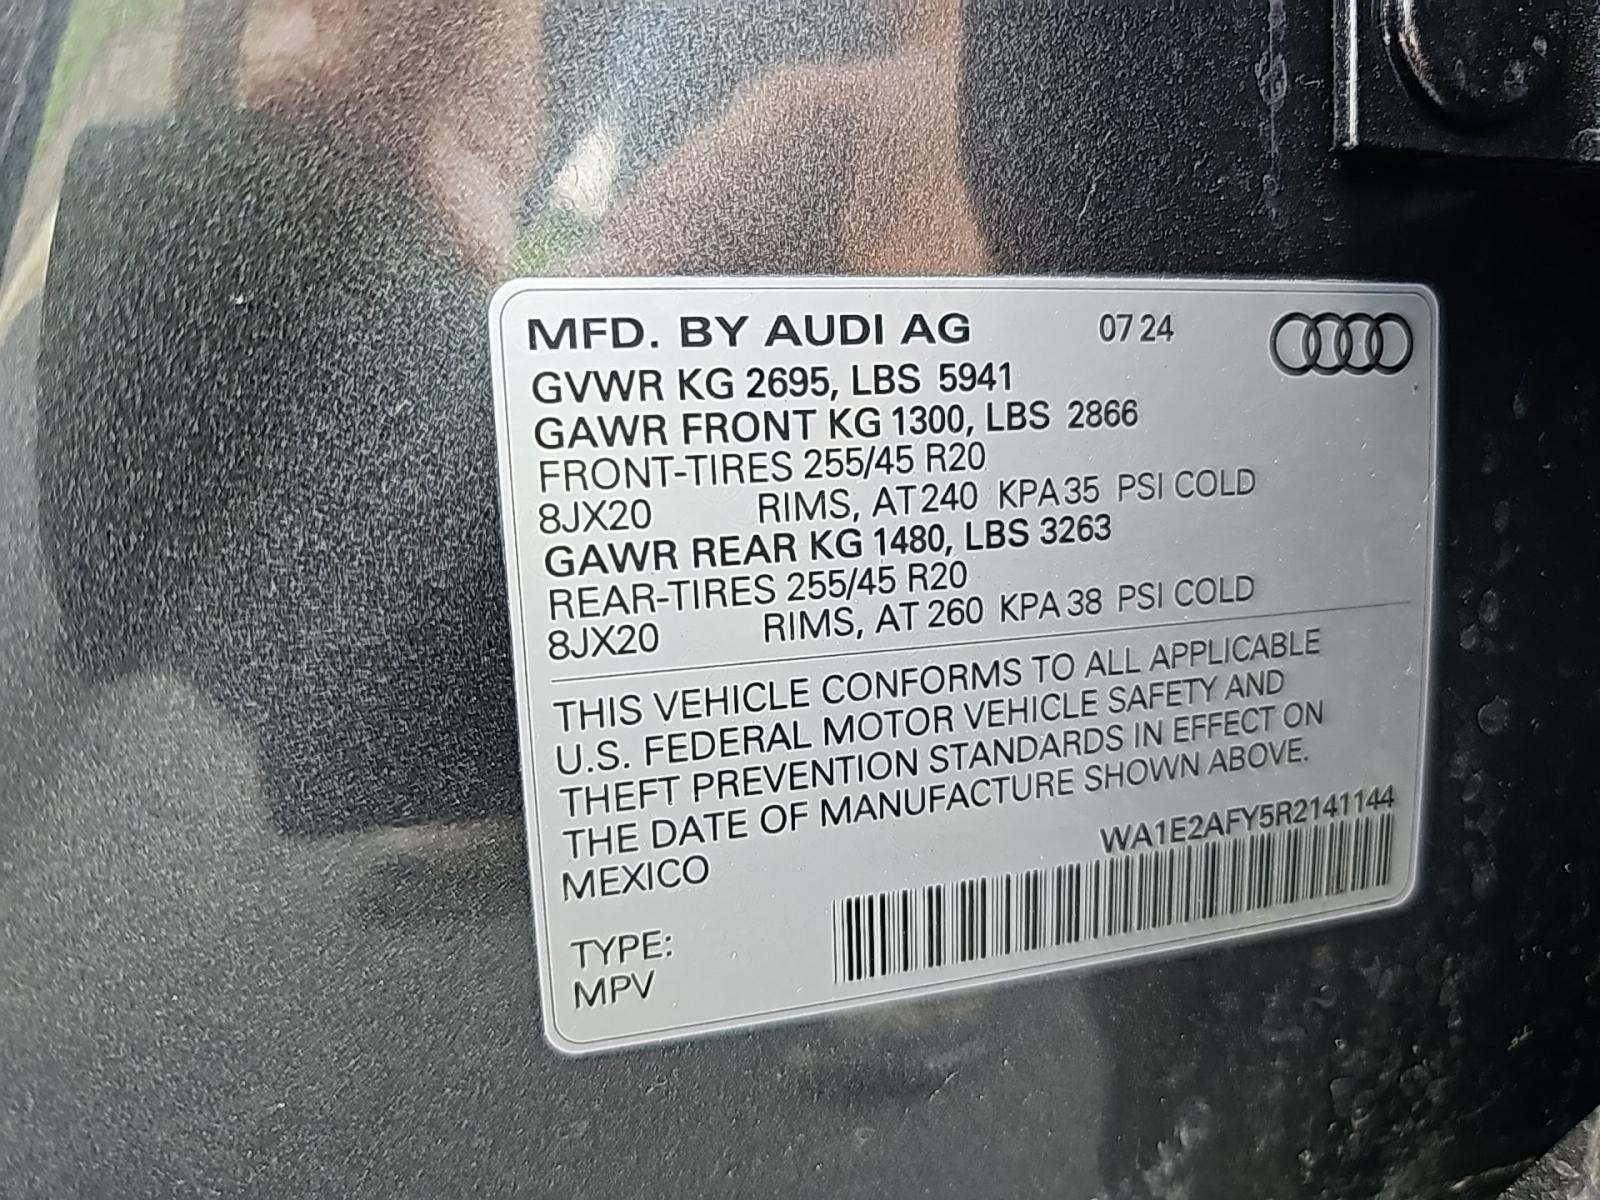 MFD. BY AUDI AG 07 24
GVWR KG 2695, LBS 5941
GAWR FRONT KG 1300, LBS 2866
FRONT-TIRES 255/45 R20
8JX20 RIMS, AT 240 KPA 35 PSI COLD
GAWR REAR KG 1480, LBS 3263
REAR-TIRES 255/45 R20
8JX20 RIMS, AT 260 KPA 38 PSI COLD
THIS VEHICLE CONFORMS TO ALL APPLICABLE
U.S. FEDERAL MOTOR VEHICLE SAFETY AND
THEFT PREVENTION STANDARDS IN EFFECT ON
THE DATE OF MANUFACTURE SHOWN ABOVE.
MEXICO WA1E2AFY5R2141144
TYPE:
MPV